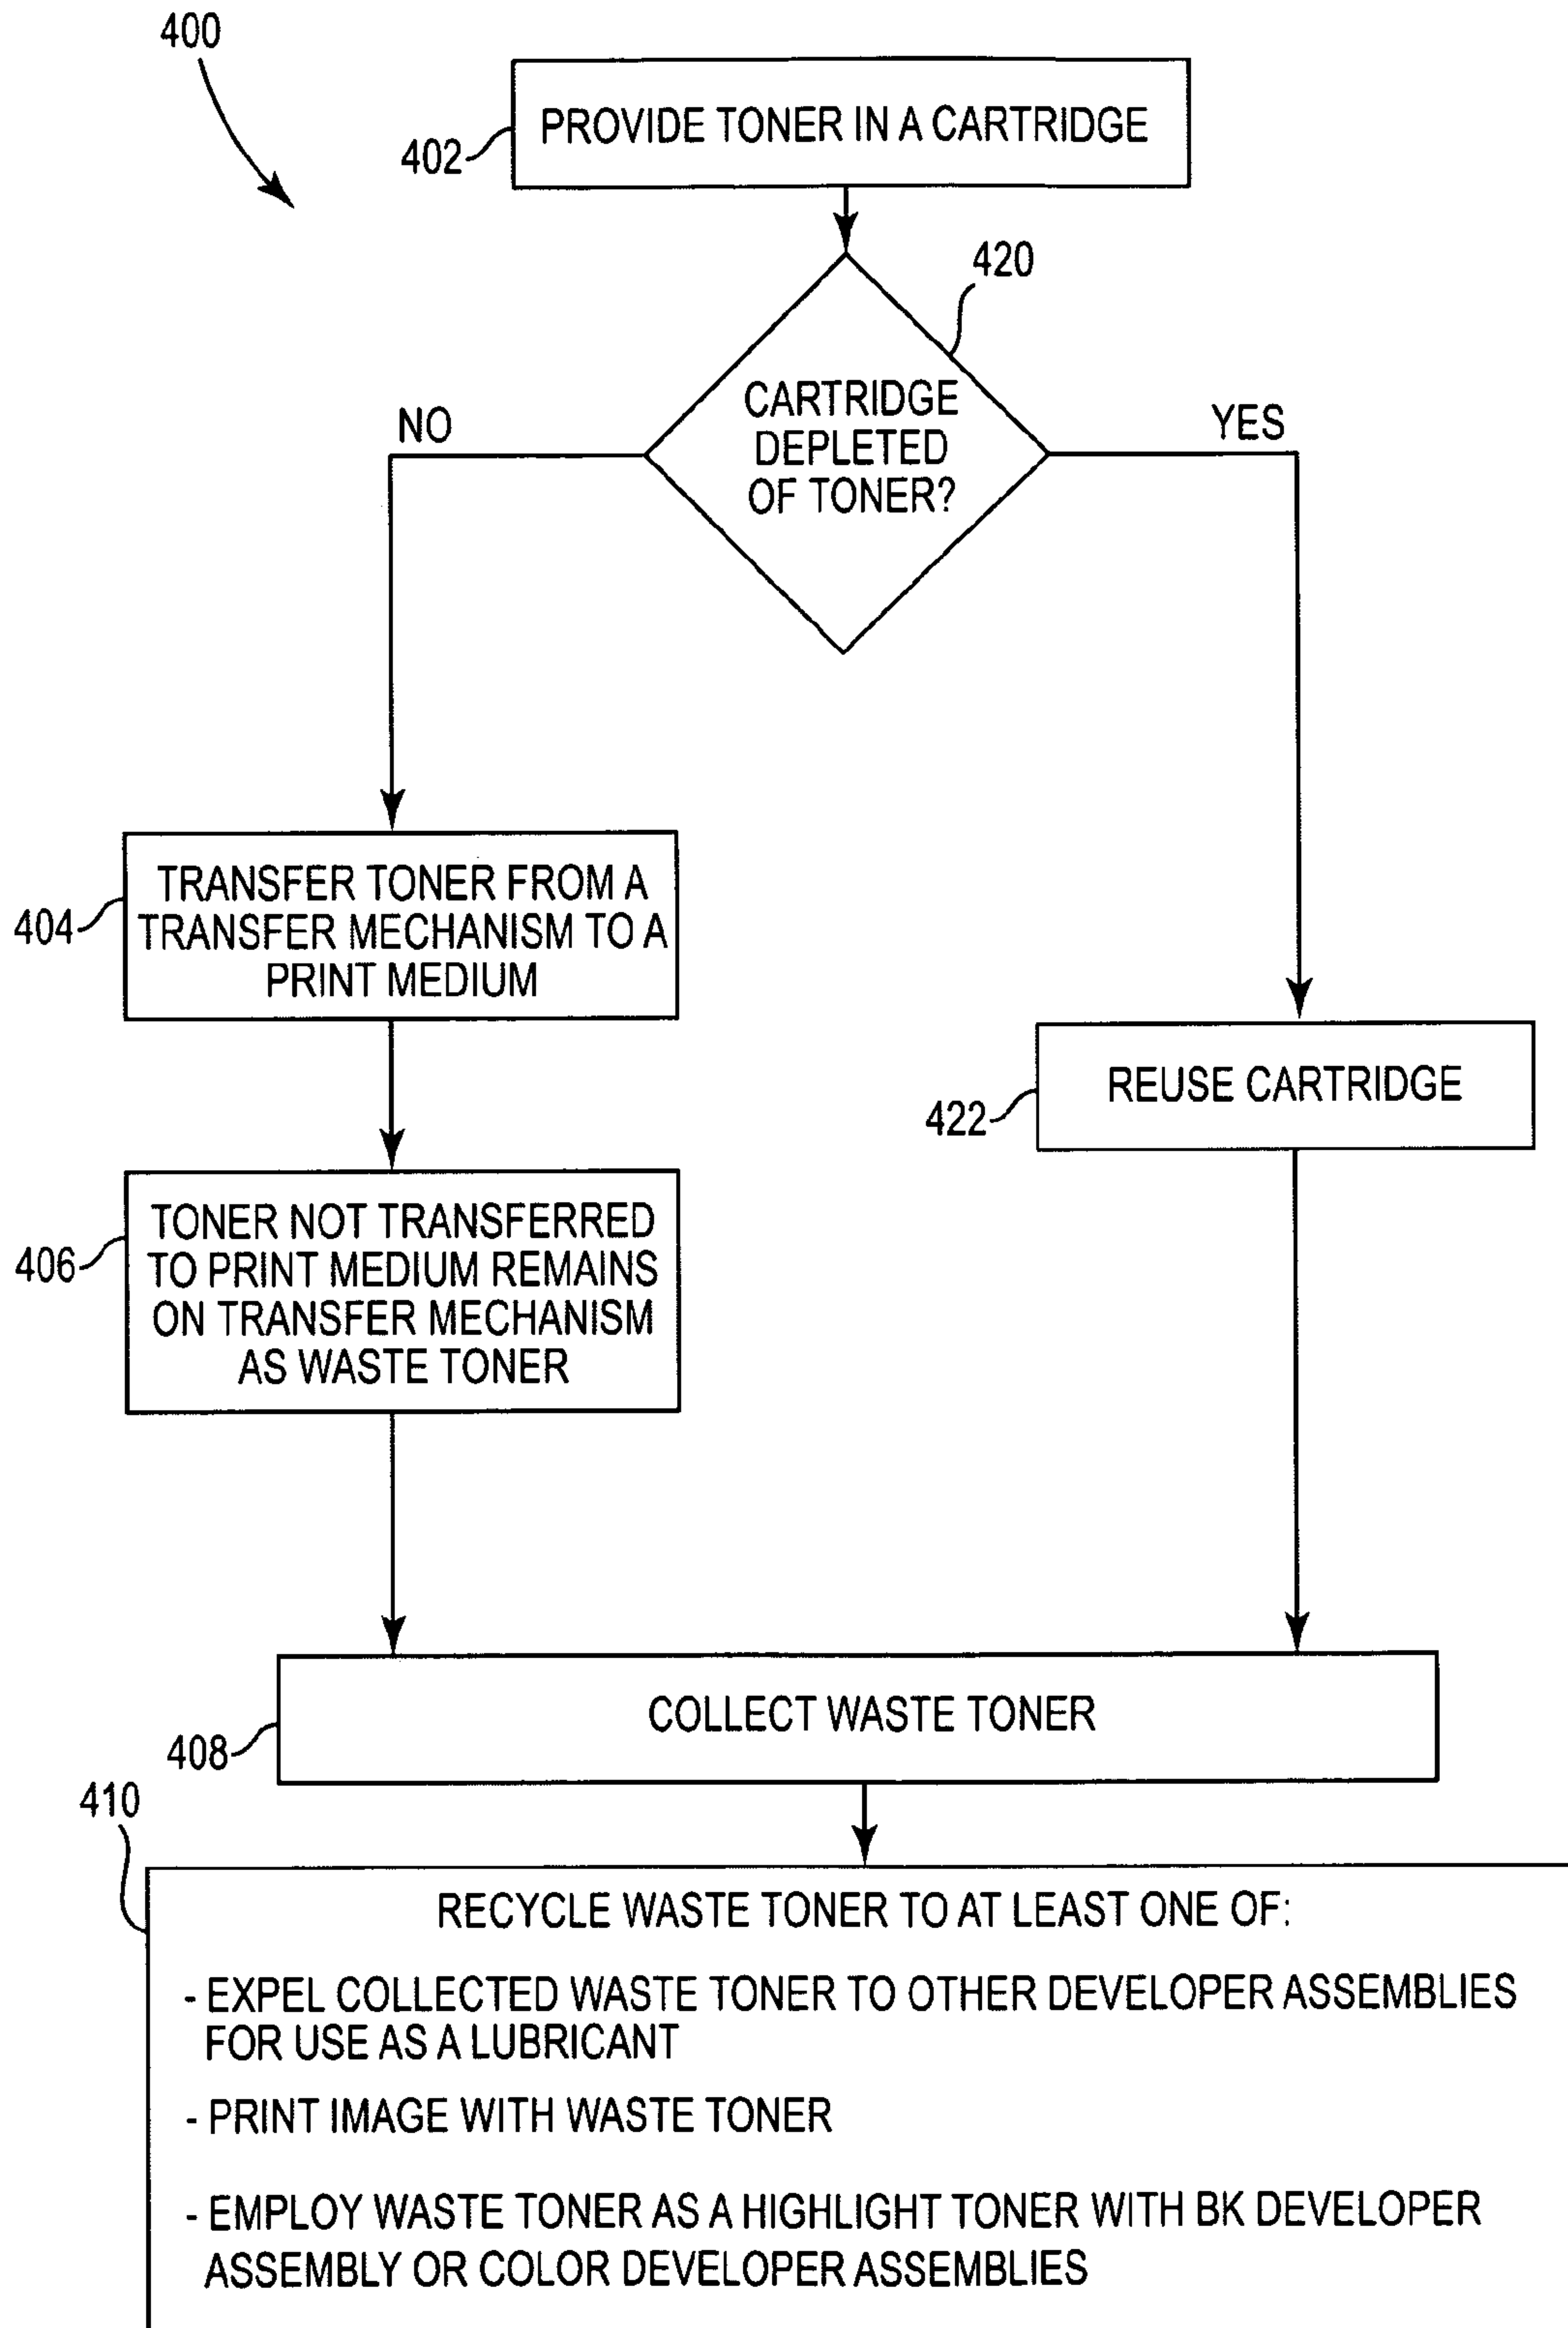 400
PROVIDE TONER IN A CARTRIDGE
402
420
CARTRIDGE
DEPLETED
OF TONER?
NO
YES
TRANSFER TONER FROM A
TRANSFER MECHANISM TO A
PRINT MEDIUM
404
REUSE CARTRIDGE
422
TONER NOT TRANSFERRED
TO PRINT MEDIUM REMAINS
ON TRANSFER MECHANISM
AS WASTE TONER
406
COLLECT WASTE TONER
408
410
RECYCLE WASTE TONER TO AT LEAST ONE OF:
- EXPEL COLLECTED WASTE TONER TO OTHER DEVELOPER ASSEMBLIES
FOR USE AS A LUBRICANT
- PRINT IMAGE WITH WASTE TONER
- EMPLOY WASTE TONER AS A HIGHLIGHT TONER WITH BK DEVELOPER
ASSEMBLY OR COLOR DEVELOPER ASSEMBLIES